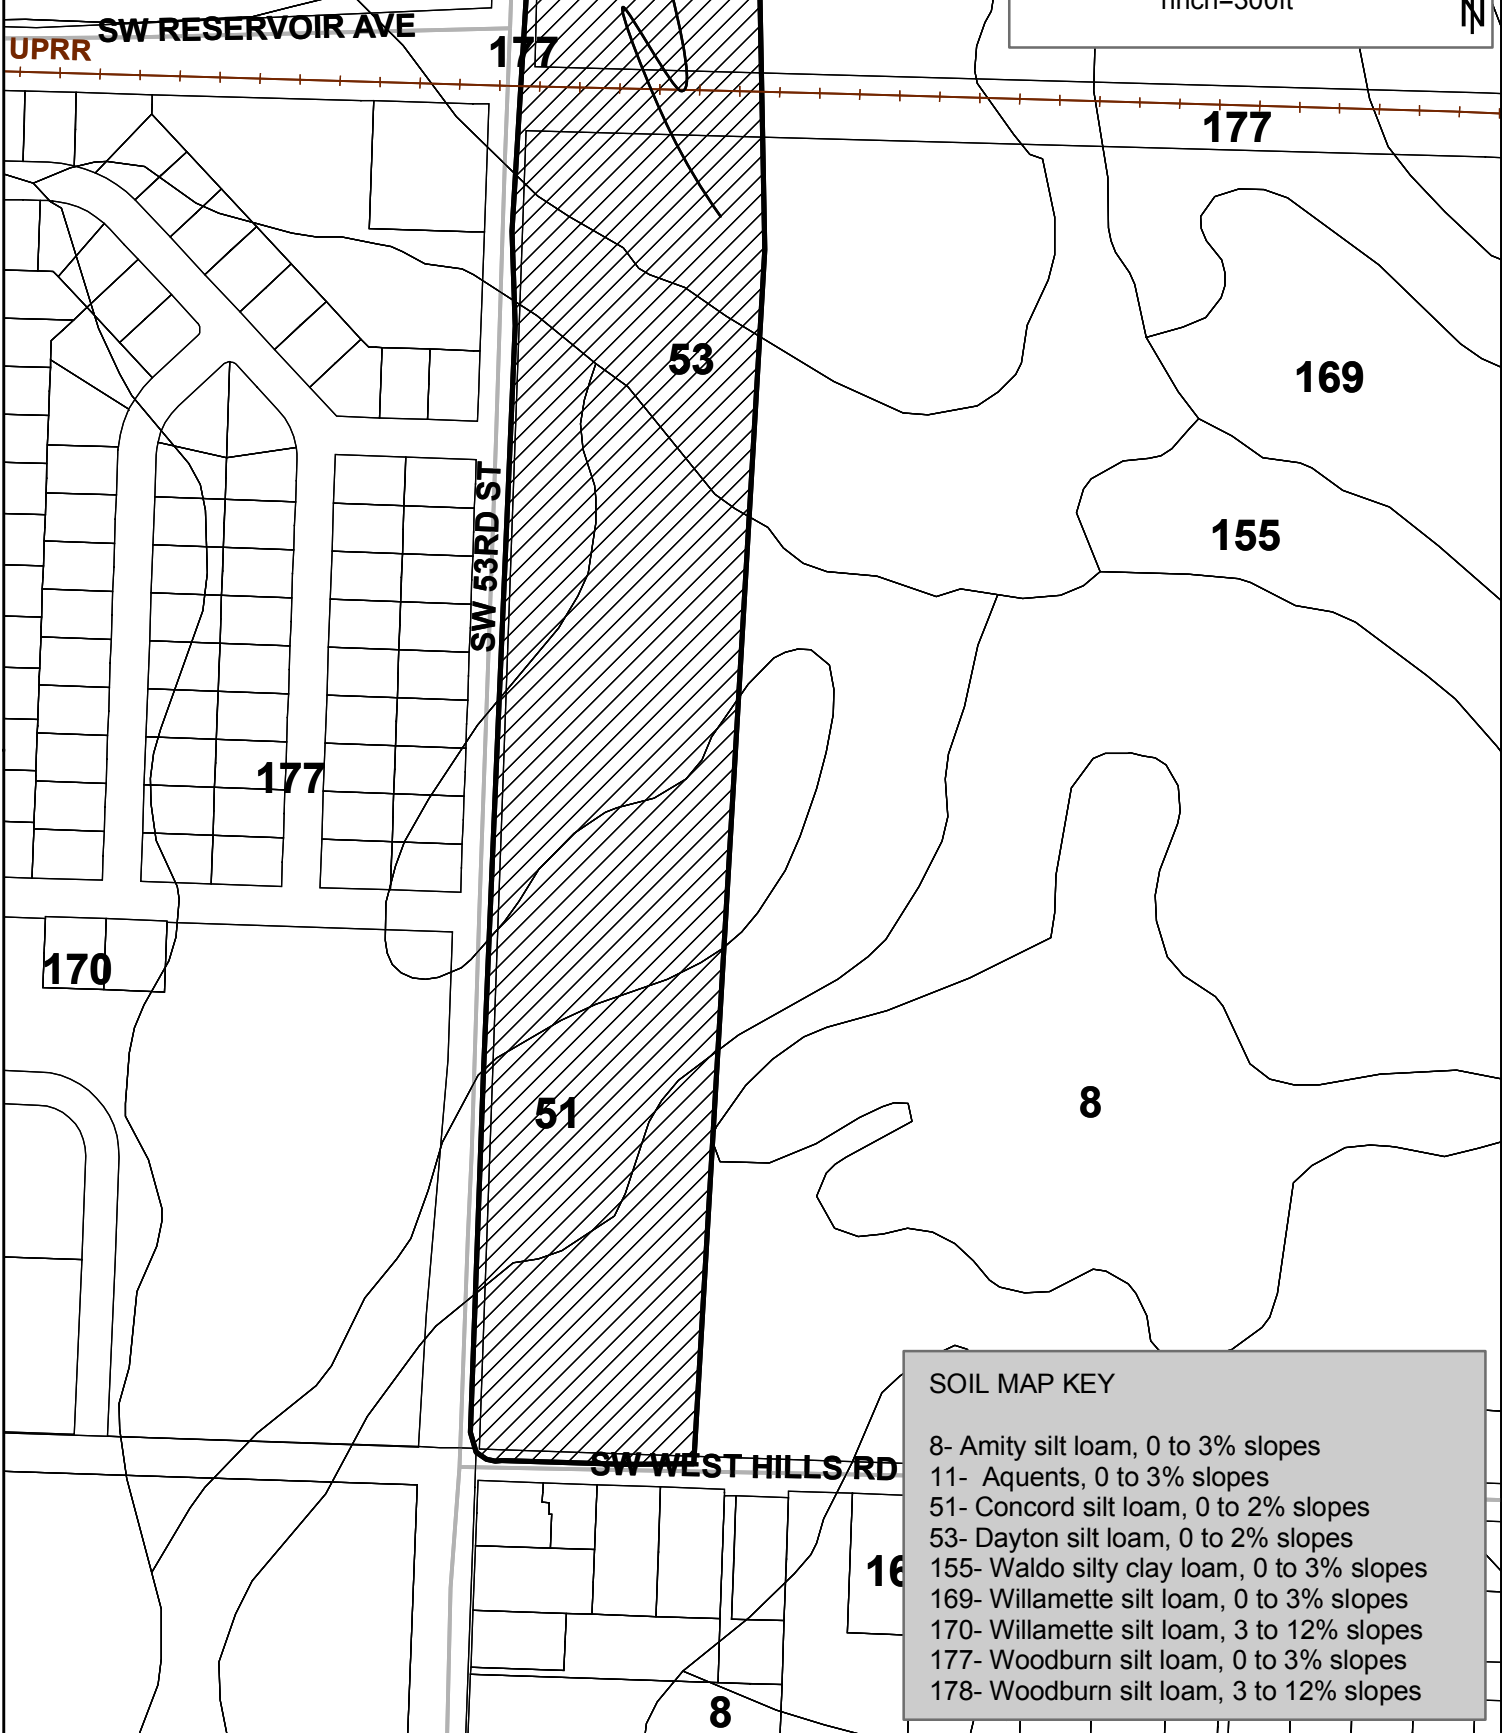 1inch=300ft
N
SW RESERVOIR AVE
UPRR
177
177
53
169
155
SW 53RD ST
177
170
51
8
SW WEST HILLS RD
8
SOIL MAP KEY
8- Amity silt loam, 0 to 3% slopes
11- Aquents, 0 to 3% slopes
51- Concord silt loam, 0 to 2% slopes
53- Dayton silt loam, 0 to 2% slopes
155- Waldo silty clay loam, 0 to 3% slopes
169- Willamette silt loam, 0 to 3% slopes
170- Willamette silt loam, 3 to 12% slopes
177- Woodburn silt loam, 0 to 3% slopes
178- Woodburn silt loam, 3 to 12% slopes